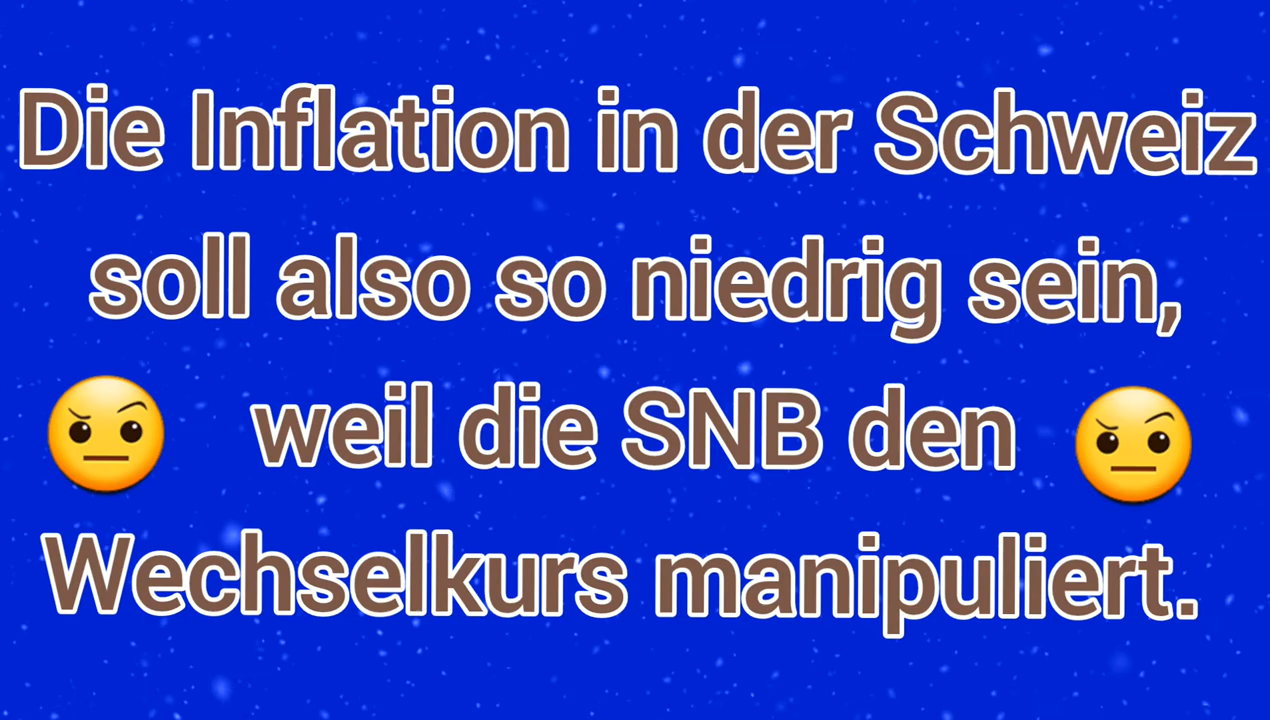 Die Inflation in der Schweiz
soll also so niedrig sein,
weil die SNB den
Wechselkurs manipuliert.